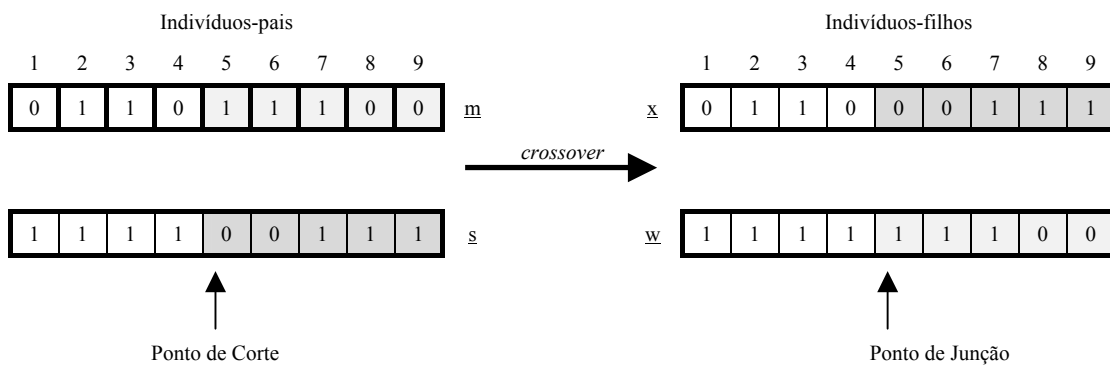 Indivíduos-pais Indivíduos-filhos
1 2 3 4 5 6 7 8 9 1 2 3 4 5 6 7 8 9
0 1 1 0 1 1 1 0 0 m x 0 1 1 0 0 0 1 1 1
crossover
1 1 1 1 0 0 1 1 1 s w 1 1 1 1 1 1 1 0 0
Ponto de Corte Ponto de Junção